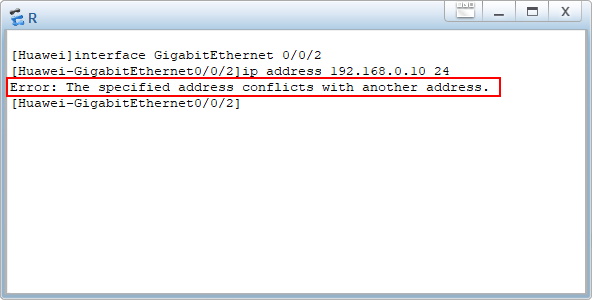 R
[Huawei]interface GigabitEthernet 0/0/2
[Huawei-GigabitEthernet0/0/2]ip address 192.168.0.10 24
Error: The specified address conflicts with another address.
[Huawei-GigabitEthernet0/0/2]